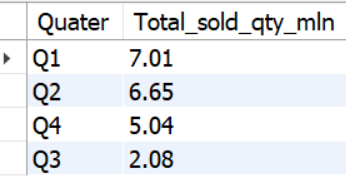 Quater Total_sold_qty_mln
Q1 7.01
Q2 6.65
Q4 5.04
Q3 2.08